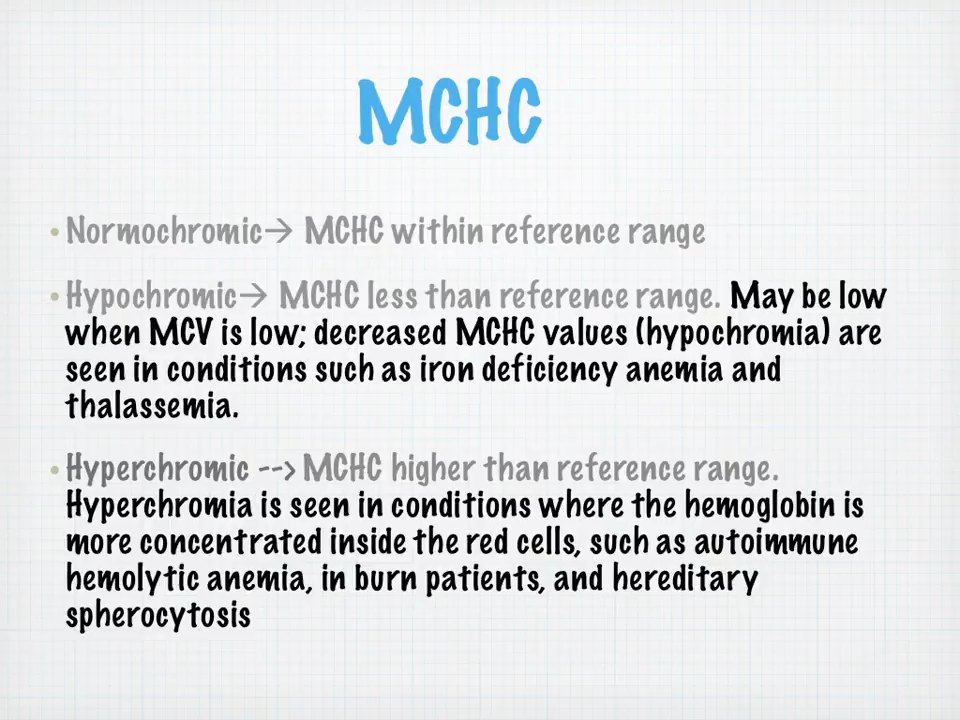 MCHC
• Normochromic→ MCHC within reference range
• Hypochromic→ MCHC less than reference range. May be low
when MCV is low; decreased MCHC values (hypochromia) are
seen in conditions such as iron deficiency anemia and
thalassemia.
• Hyperchromic --> MCHC higher than reference range.
Hyperchromia is seen in conditions where the hemoglobin is
more concentrated inside the red cells, such as autoimmune
hemolytic anemia, in burn patients, and hereditary
spherocytosis